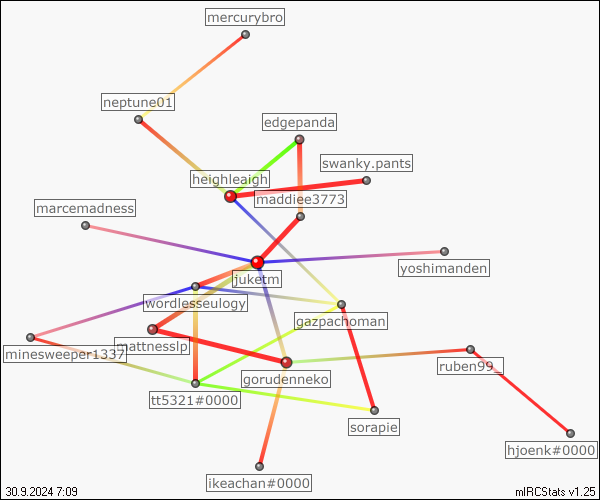 mercurybro
neptune01
edgepanda
swanky.pants
heighleaigh
maddiee3773
marcemadness
yoshimanden
juketm
wordlesseulogy
gazpachoman
mattnesslp
minesweeper1337
ruben99_
gorudenneko
tt5321#0000
sorapie
hjoenk#0000
ikeachan#0000
30.9.2024 7:09
mIRCStats v1.25